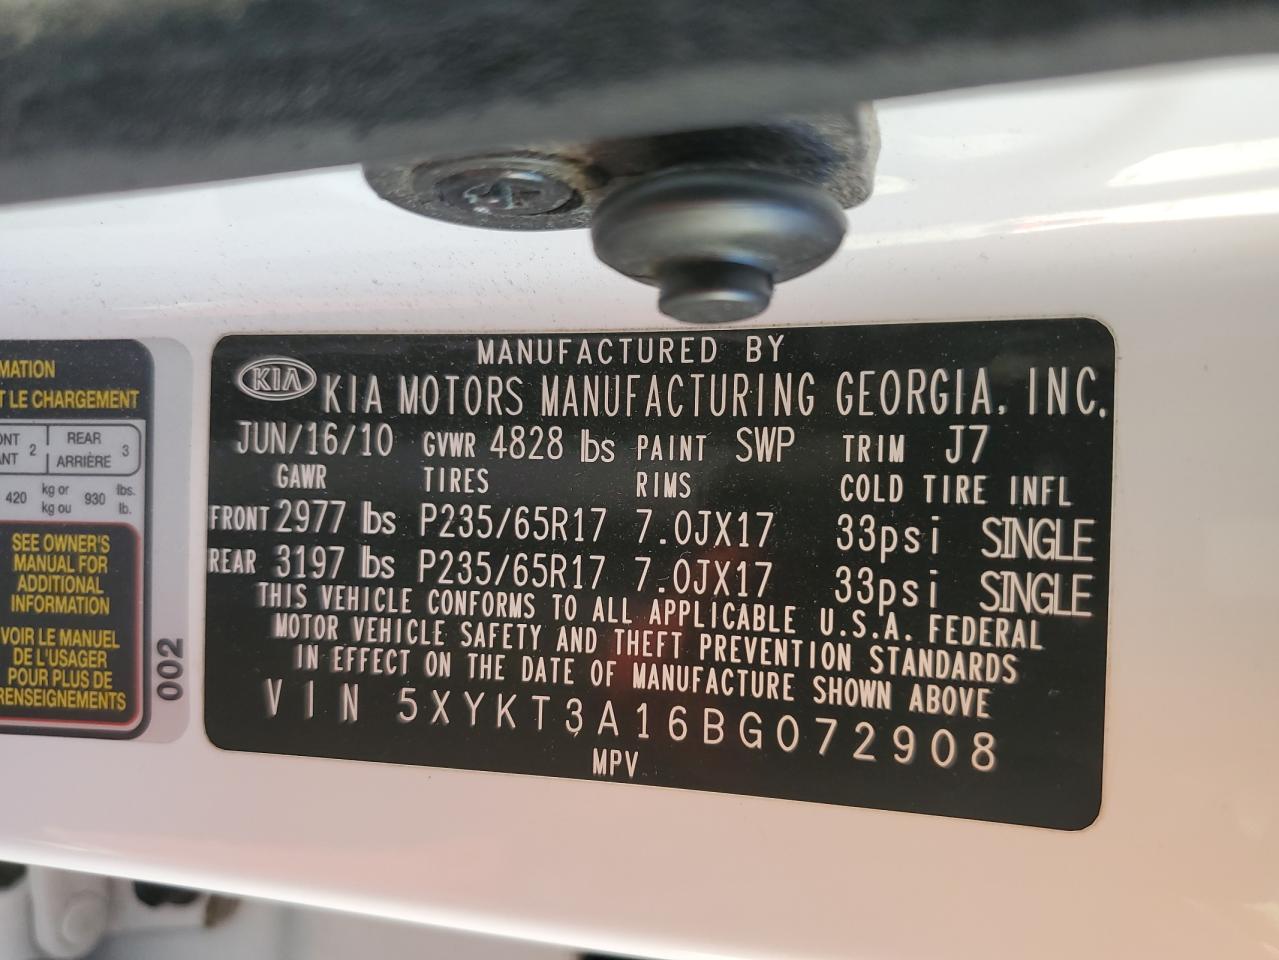 MANUFACTURED BY
KIA KIA MOTORS MANUFACTURING GEORGIA, INC.
JUN/16/10 GVWR 4828 lbs PAINT SWP TRIM J7
GAWR TIRES RIMS COLD TIRE INFL
FRONT 2977 lbs P235/65R17 7.0JX17 33psi SINGLE
REAR 3197 lbs P235/65R17 7.0JX17 33psi SINGLE
THIS VEHICLE CONFORMS TO ALL APPLICABLE U.S.A. FEDERAL
MOTOR VEHICLE SAFETY AND THEFT PREVENTION STANDARDS
IN EFFECT ON THE DATE OF MANUFACTURE SHOWN ABOVE
VIN 5XYKT3A16BG072908
MPV
MATION
T LE CHARGEMENT
ONT 2 REAR 3
ANT ARRIÈRE
420 kg or 930 lbs.
kg ou lb.
SEE OWNER'S
MANUAL FOR
ADDITIONAL
INFORMATION
VOIR LE MANUEL
DE L'USAGER
POUR PLUS DE
RENSEIGNEMENTS
002